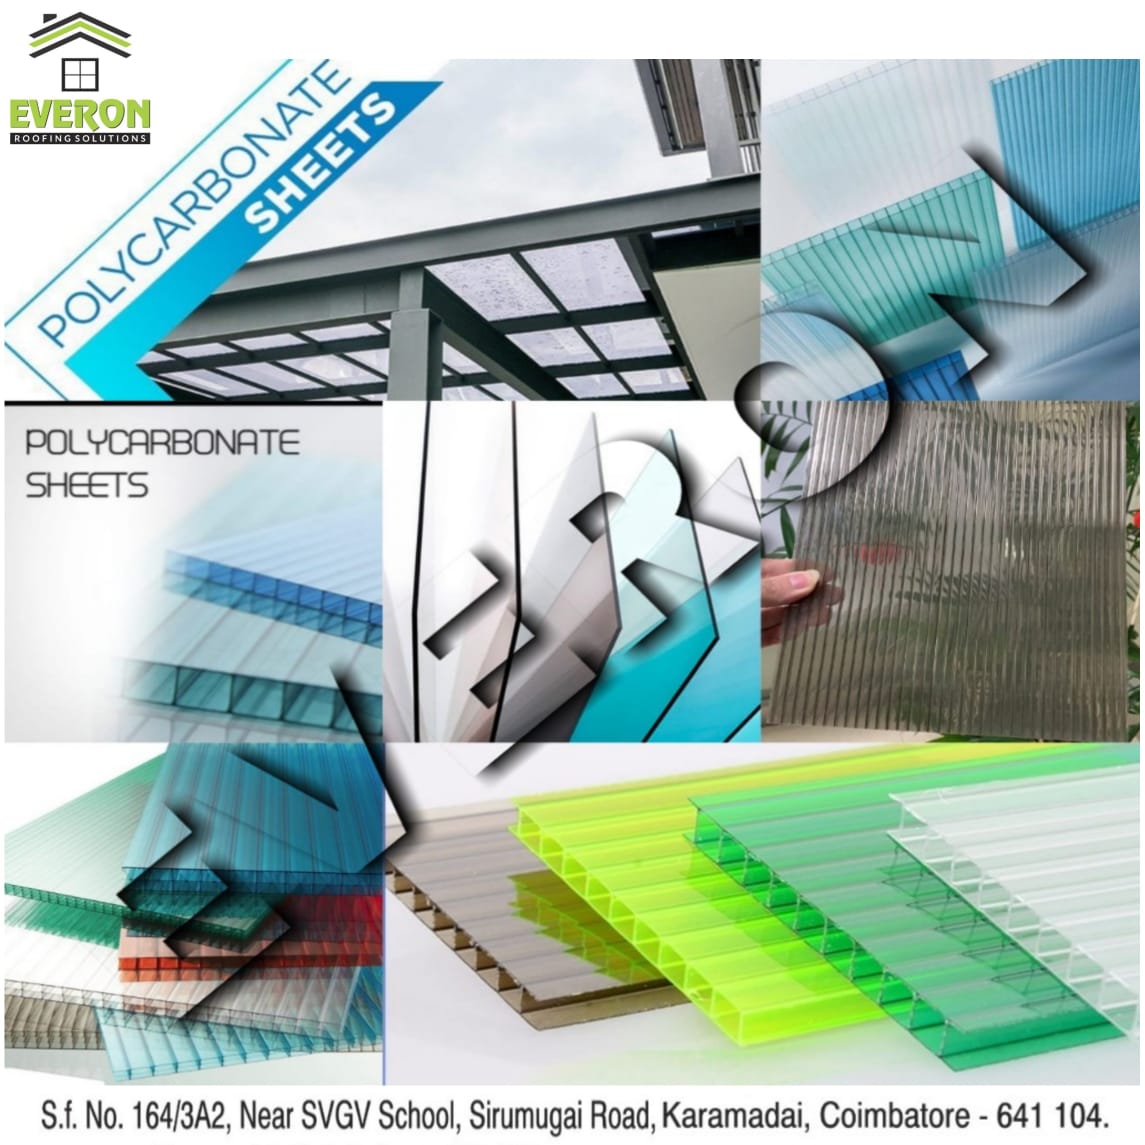 EVERON
ROOFING SOLUTIONS
POLYCARBONATE
SHEETS
POLYCARBONATE
SHEETS
EVERON
S.f. No. 164/3A2, Near SVGV School, Sirumugai Road, Karamadai, Coimbatore - 641 104.